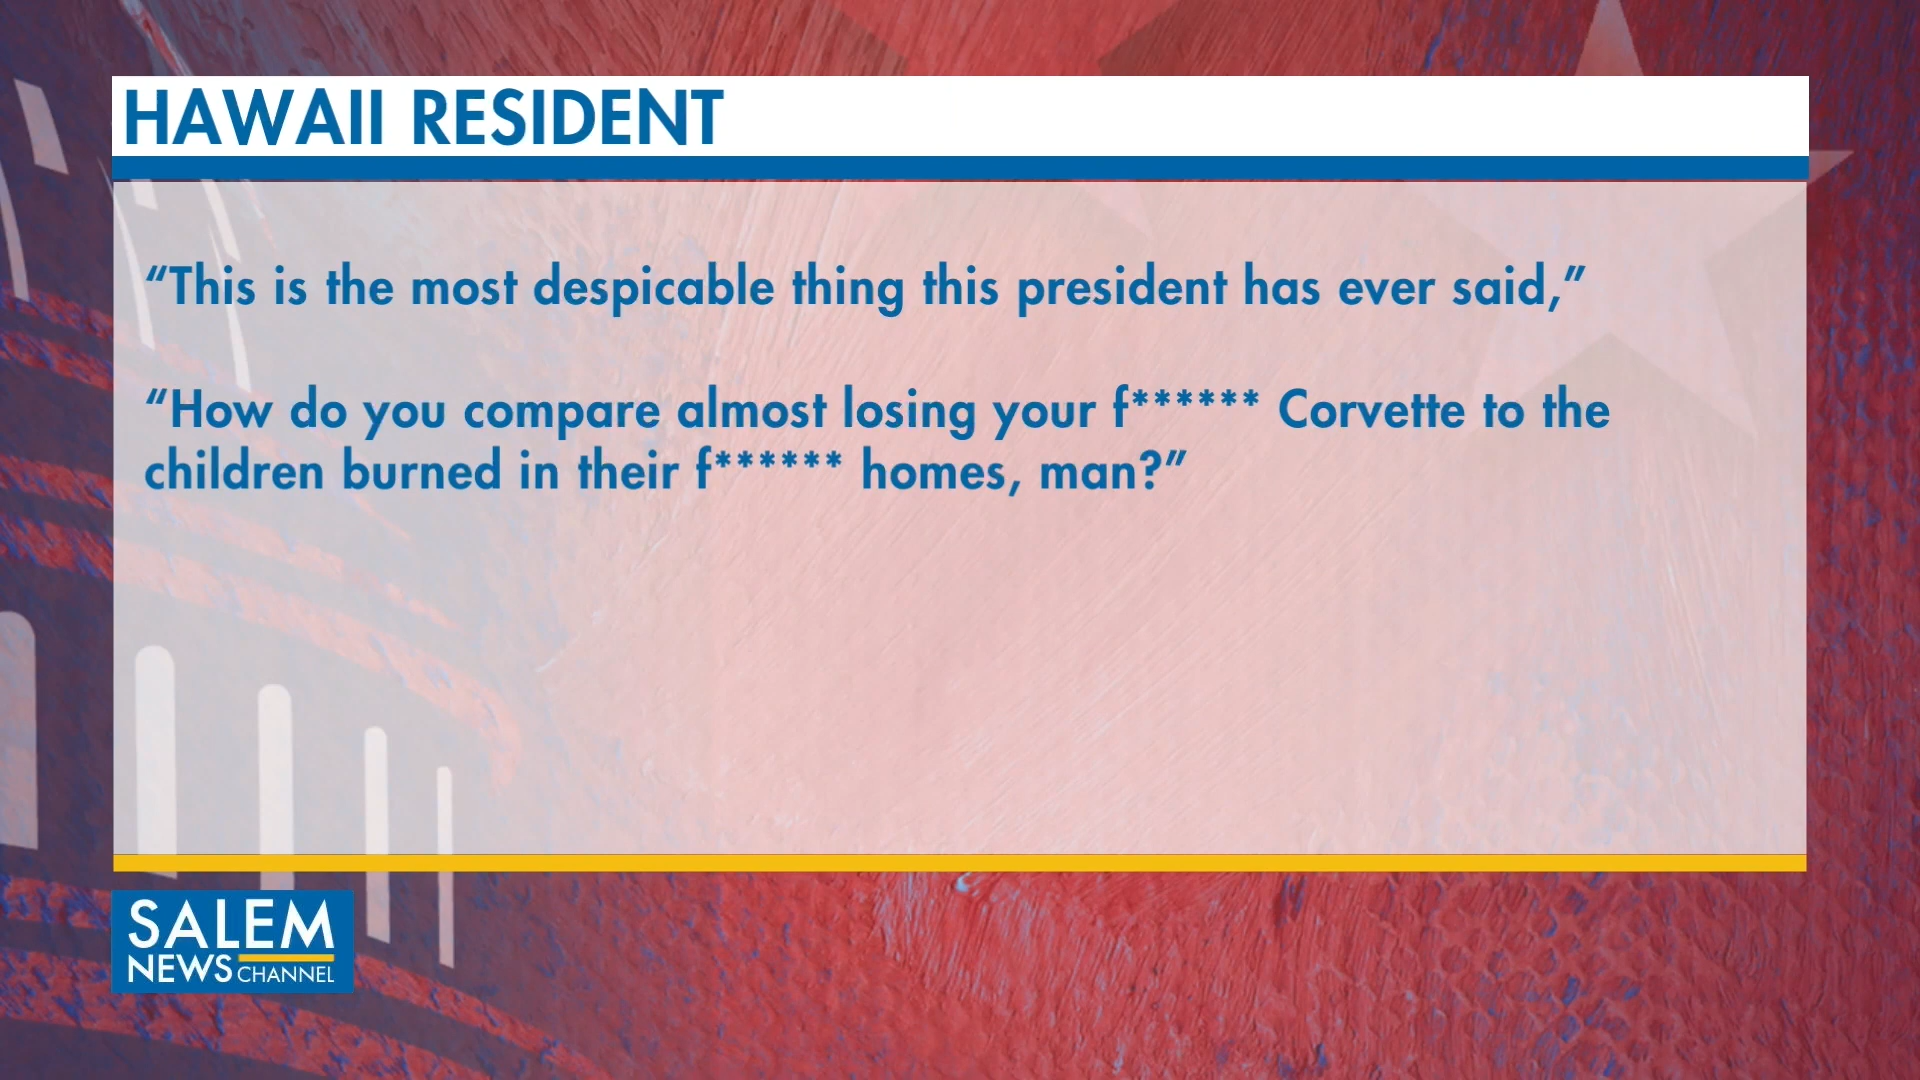 HAWAII RESIDENT
“This is the most despicable thing this president has ever said,”
“How do you compare almost losing your f****** Corvette to the
children burned in their f****** homes, man?”
SALEM
NEWS CHANNEL